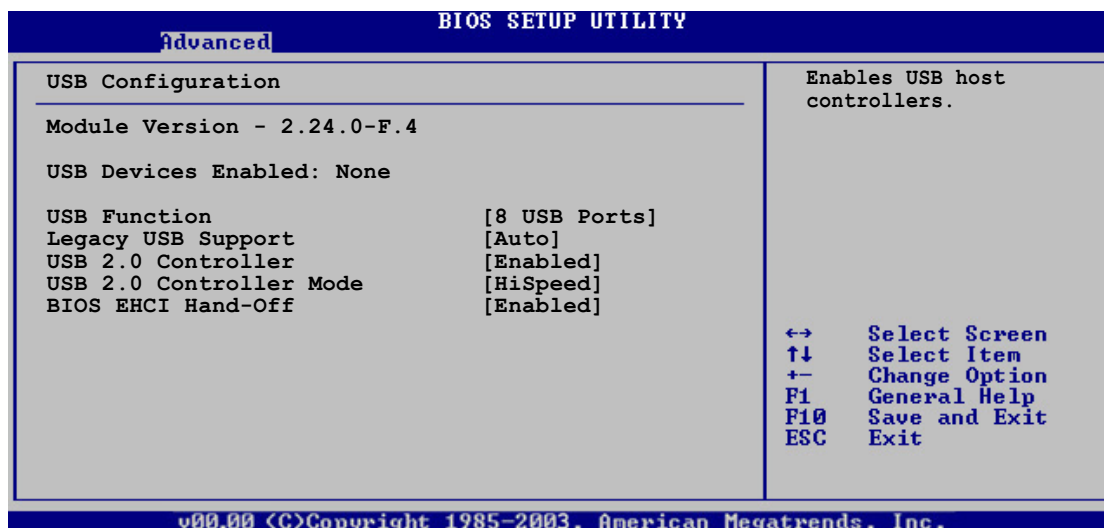 BIOS SETUP UTILITY
Advanced
USB Configuration
Module Version - 2.24.0-F.4
USB Devices Enabled: None
USB Function [8 USB Ports]
Legacy USB Support [Auto]
USB 2.0 Controller [Enabled]
USB 2.0 Controller Mode [HiSpeed]
BIOS EHCI Hand-Off [Enabled]
Enables USB host
controllers.
←→ Select Screen
↑↓ Select Item
+- Change Option
F1 General Help
F10 Save and Exit
ESC Exit
v00.00 (C)Copyright 1985-2003, American Megatrends, Inc.